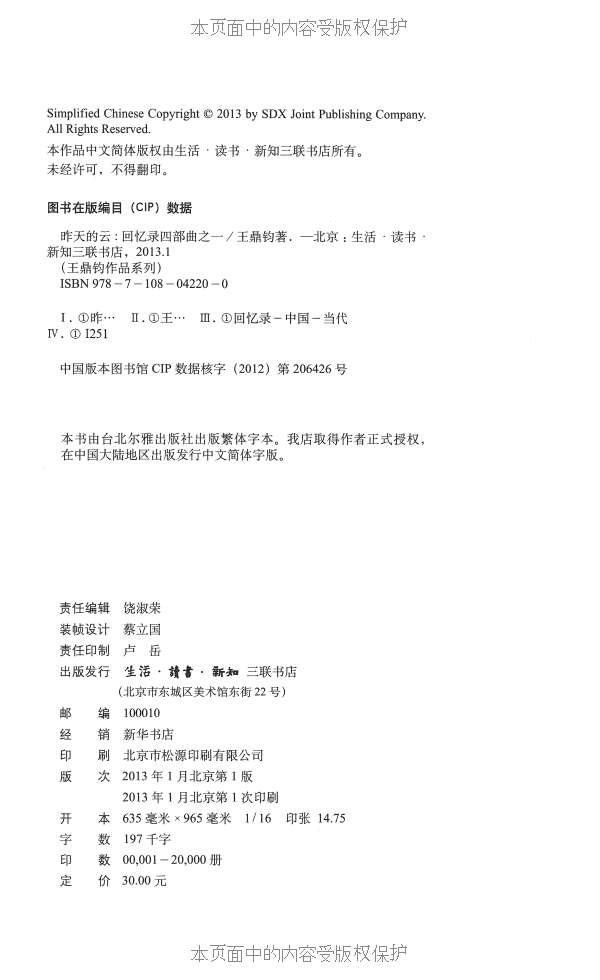 本页面中的内容受版权保护
Simplified Chinese Copyright © 2013 by SDX Joint Publishing Company.
All Rights Reserved.
本作品中文简体版权由生活·读书·新知三联书店所有。
未经许可，不得翻印。
图书在版编目（CIP）数据
昨天的云：回忆录四部曲之一／王鼎钧著．—北京：生活·读书·
新知三联书店，2013.1
（王鼎钧作品系列）
ISBN 978－7－108－04220－0
Ⅰ．①昨… Ⅱ．①王… Ⅲ．①回忆录－中国－当代
Ⅳ．① I251
中国版本图书馆 CIP 数据核字（2012）第 206426 号
本书由台北尔雅出版社出版繁体字本。我店取得作者正式授权，
在中国大陆地区出版发行中文简体字版。
责任编辑 饶淑荣
装帧设计 蔡立国
责任印制 卢 岳
出版发行 生活·讀書·新知 三联书店
（北京市东城区美术馆东街 22 号）
邮 编 100010
经 销 新华书店
印 刷 北京市松源印刷有限公司
版 次 2013 年 1 月北京第 1 版
2013 年 1 月北京第 1 次印刷
开 本 635 毫米 × 965 毫米 1/16 印张 14.75
字 数 197 千字
印 数 00,001－20,000 册
定 价 30.00 元
本页面中的内容受版权保护